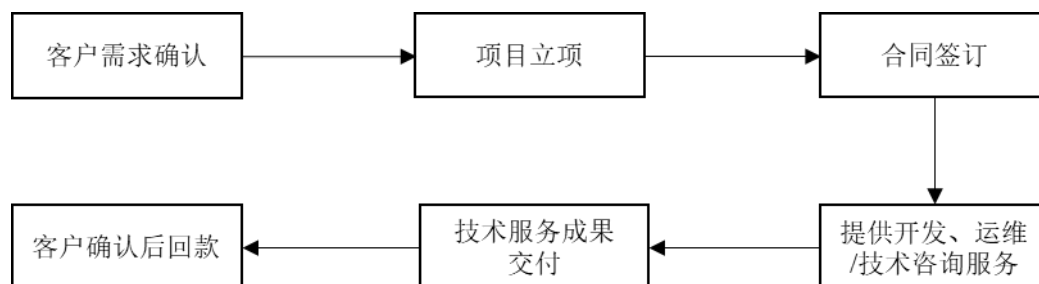 客户需求确认
项目立项
合同签订
提供开发、运维
/技术咨询服务
技术服务成果
交付
客户确认后回款